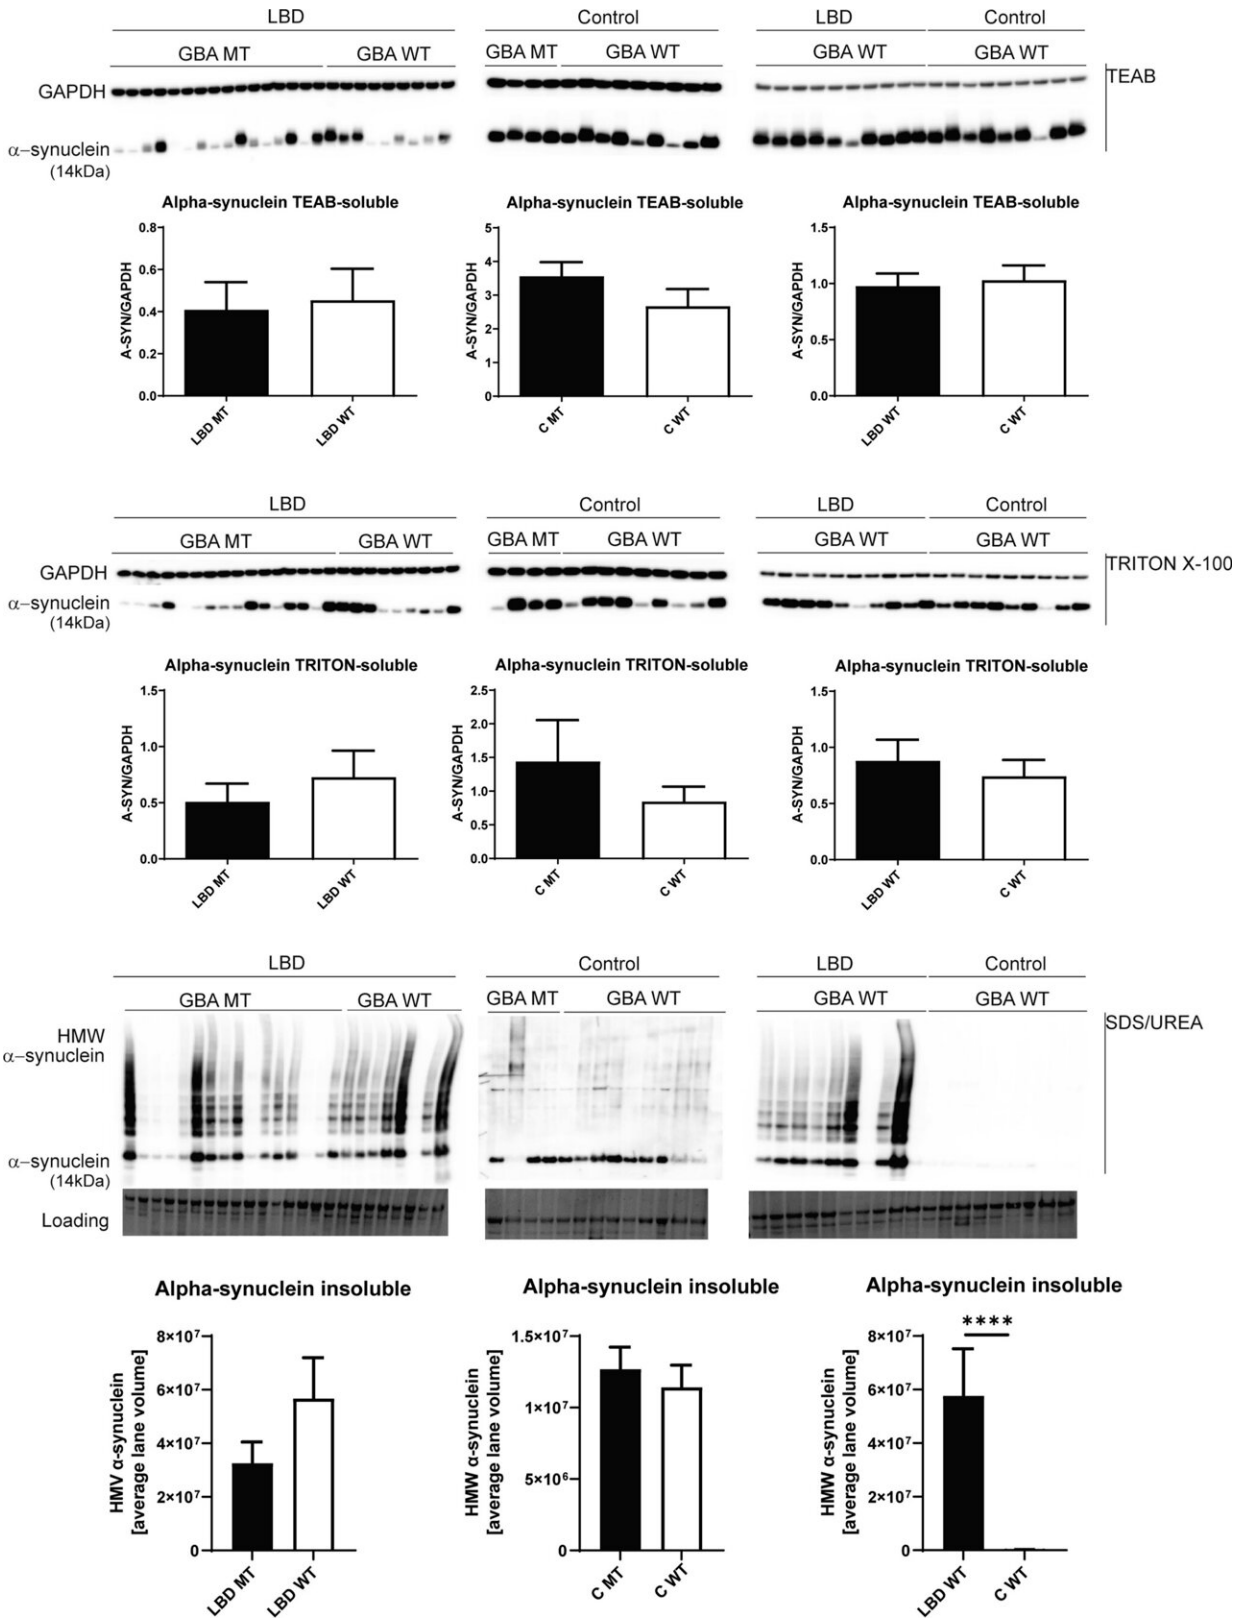 LBD Control LBD Control
GBA MT GBA WT GBA MT GBA WT GBA WT GBA WT
GAPDH
TEAB
α–synuclein
(14kDa)
Alpha-synuclein TEAB-soluble Alpha-synuclein TEAB-soluble Alpha-synuclein TEAB-soluble
A-SYN/GAPDH
0.8
0.6
0.4
0.2
0.0
LBD MT
LBD WT
A-SYN/GAPDH
5
4
3
2
1
0
C MT
C WT
A-SYN/GAPDH
1.5
1.0
0.5
0.0
LBD WT
C WT
LBD Control LBD Control
GBA MT GBA WT GBA MT GBA WT GBA WT GBA WT
GAPDH
TRITON X-100
α–synuclein
(14kDa)
Alpha-synuclein TRITON-soluble Alpha-synuclein TRITON-soluble Alpha-synuclein TRITON-soluble
A-SYN/GAPDH
1.5
1.0
0.5
0.0
LBD MT
LBD WT
A-SYN/GAPDH
2.5
2.0
1.5
1.0
0.5
0.0
C MT
C WT
A-SYN/GAPDH
1.5
1.0
0.5
0.0
LBD WT
C WT
LBD Control LBD Control
GBA MT GBA WT GBA MT GBA WT GBA WT GBA WT
HMW
α–synuclein
SDS/UREA
α–synuclein
(14kDa)
Loading
Alpha-synuclein insoluble Alpha-synuclein insoluble Alpha-synuclein insoluble
HMV α-synuclein
[average lane volume]
8×10⁷
6×10⁷
4×10⁷
2×10⁷
0
LBD MT
LBD WT
HMW α-synuclein
[average lane volume]
1.5×10⁷
1×10⁷
5×10⁶
0
C MT
C WT
HMW α-synuclein
[average lane volume]
8×10⁷
6×10⁷
4×10⁷
2×10⁷
0
****
LBD WT
C WT